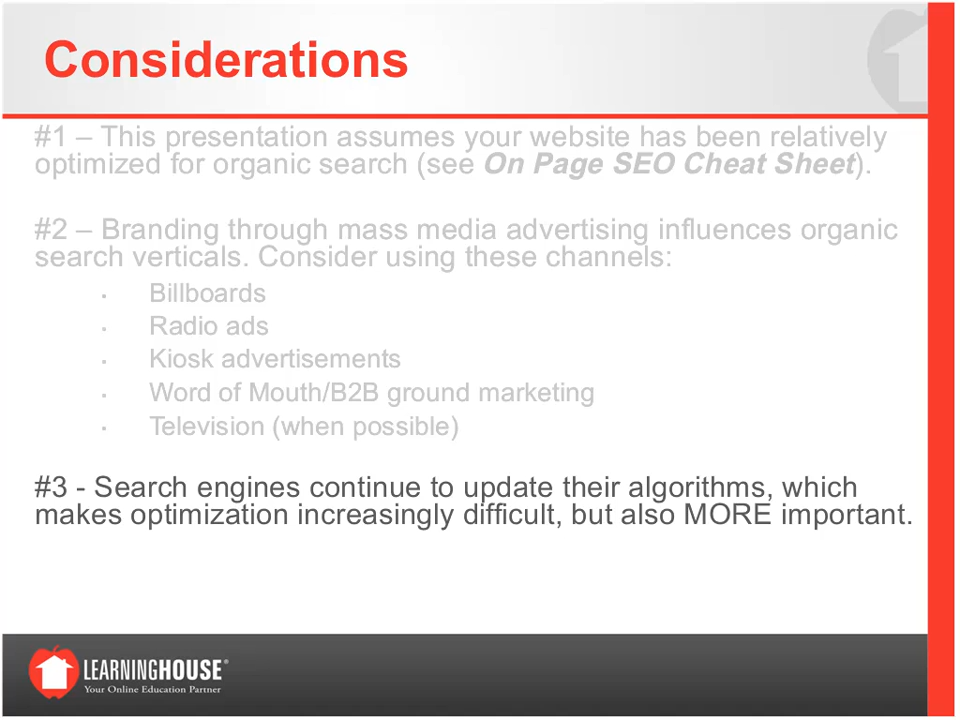 Considerations
#1 – This presentation assumes your website has been relatively
optimized for organic search (see On Page SEO Cheat Sheet).
#2 – Branding through mass media advertising influences organic
search verticals. Consider using these channels:
• Billboards
• Radio ads
• Kiosk advertisements
• Word of Mouth/B2B ground marketing
• Television (when possible)
#3 - Search engines continue to update their algorithms, which
makes optimization increasingly difficult, but also MORE important.
LEARNINGHOUSE®
Your Online Education Partner